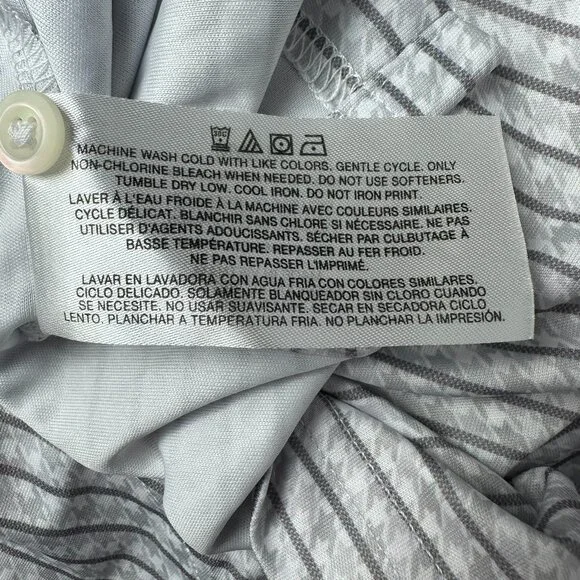 30C
MACHINE WASH COLD WITH LIKE COLORS. GENTLE CYCLE. ONLY
NON-CHLORINE BLEACH WHEN NEEDED. DO NOT USE SOFTENERS.
TUMBLE DRY LOW. COOL IRON. DO NOT IRON PRINT.
LAVER À L'EAU FROIDE À LA MACHINE AVEC COULEURS SIMILAIRES.
CYCLE DÉLICAT. BLANCHIR SANS CHLORE SI NÉCESSAIRE. NE PAS
UTILISER D'AGENTS ADOUCISSANTS. SÉCHER PAR CULBUTAGE À
BASSE TEMPÉRATURE. REPASSER AU FER FROID.
NE PAS REPASSER L'IMPRIMÉ.
LAVAR EN LAVADORA CON AGUA FRIA CON COLORES SIMILARES.
CICLO DELICADO. SOLAMENTE BLANQUEADOR SIN CLORO CUANDO
SE NECESITE. NO USAR SUAVISANTE. SECAR EN SECADORA CICLO
LENTO. PLANCHAR A TEMPERATURA FRIA. NO PLANCHAR LA IMPRESIÓN.